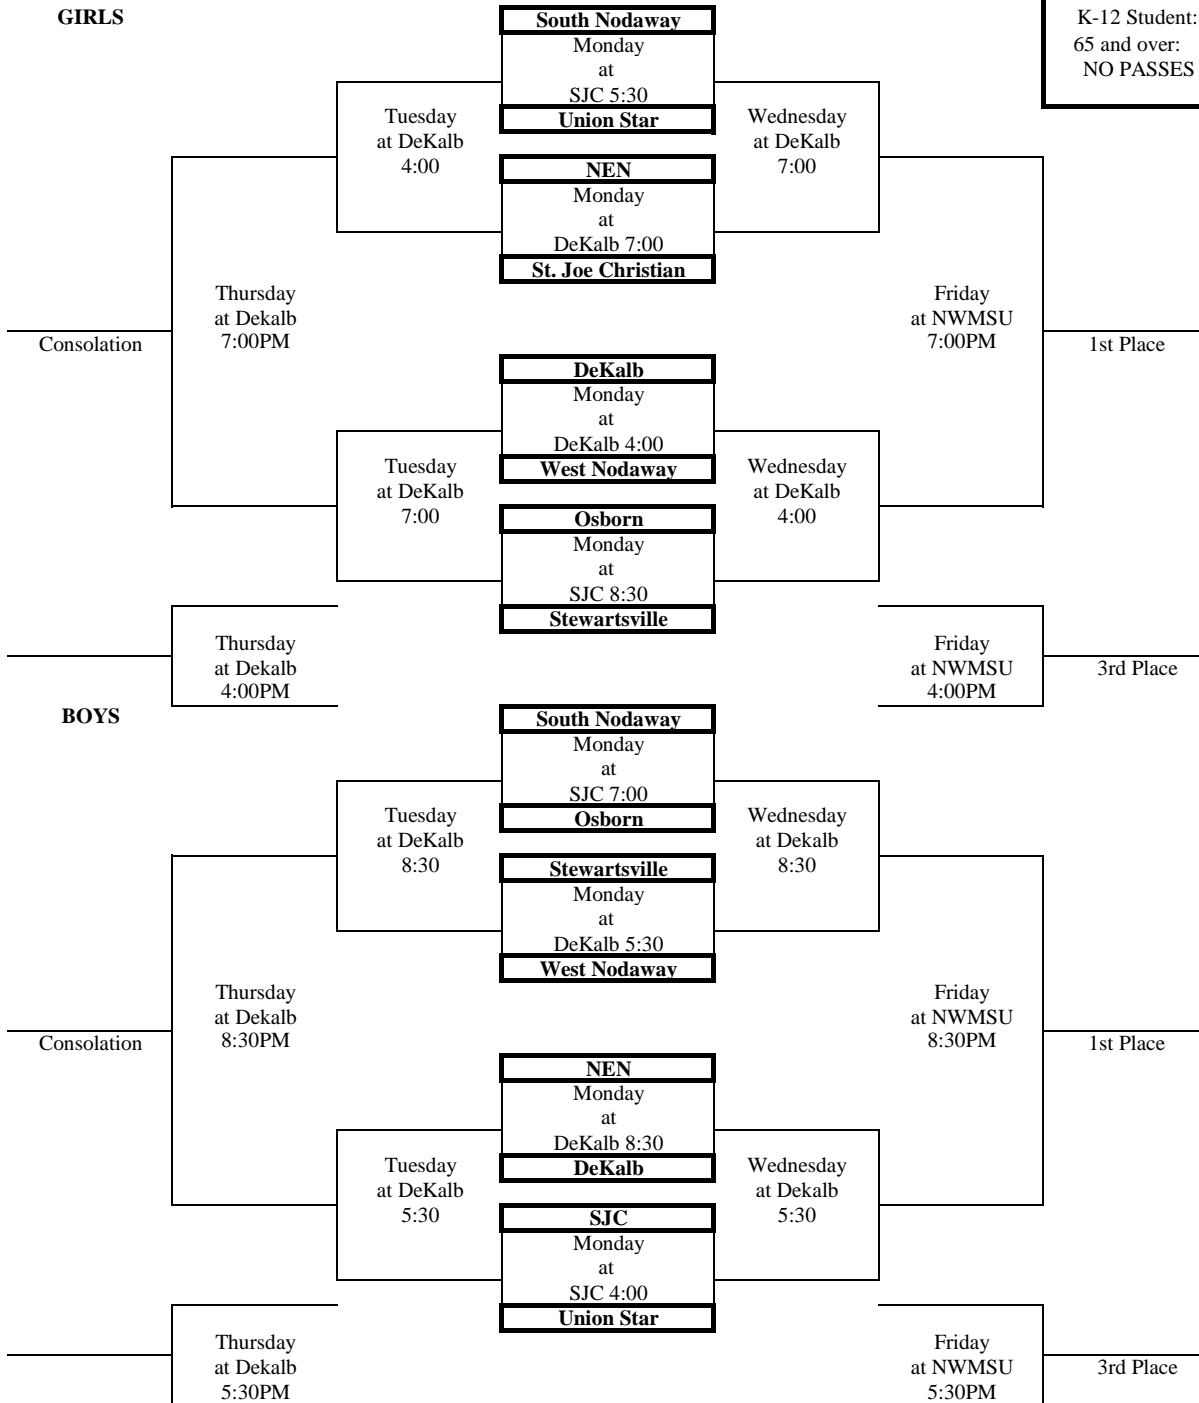 GIRLS
South Nodaway
K-12 Student:
65 and over:
NO PASSES
Monday
at
SJC 5:30
Union Star
Tuesday
at DeKalb
4:00
Wednesday
at DeKalb
7:00
NEN
Monday
at
DeKalb 7:00
St. Joe Christian
Thursday
at Dekalb
7:00PM
Friday
at NWMSU
7:00PM
Consolation
1st Place
DeKalb
Monday
at
DeKalb 4:00
West Nodaway
Tuesday
at DeKalb
7:00
Wednesday
at DeKalb
4:00
Osborn
Monday
at
SJC 8:30
Stewartsville
Thursday
at Dekalb
4:00PM
Friday
at NWMSU
4:00PM
3rd Place
BOYS
South Nodaway
Monday
at
SJC 7:00
Osborn
Tuesday
at DeKalb
8:30
Wednesday
at Dekalb
8:30
Stewartsville
Monday
at
DeKalb 5:30
West Nodaway
Thursday
at Dekalb
8:30PM
Friday
at NWMSU
8:30PM
Consolation
1st Place
NEN
Monday
at
DeKalb 8:30
DeKalb
Tuesday
at DeKalb
5:30
Wednesday
at Dekalb
5:30
SJC
Monday
at
SJC 4:00
Union Star
Thursday
at Dekalb
5:30PM
Friday
at NWMSU
5:30PM
3rd Place